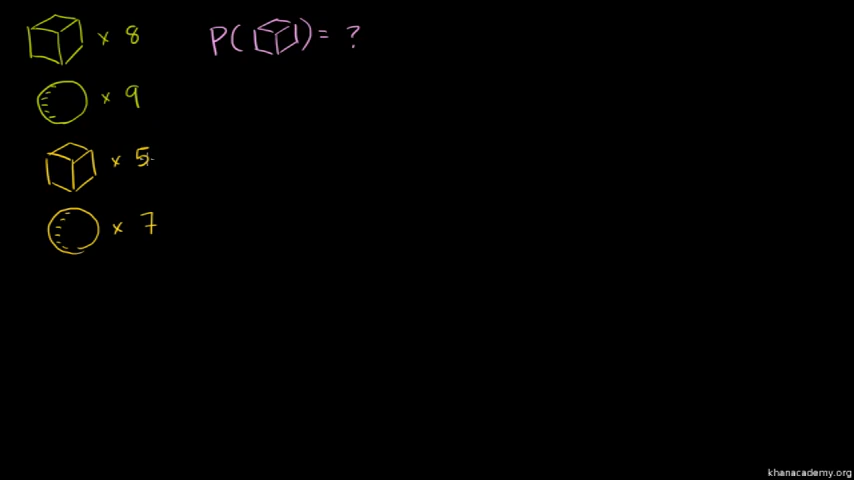 × 8
P( ) = ?
× 9
× 5
× 7
khanacademy.org